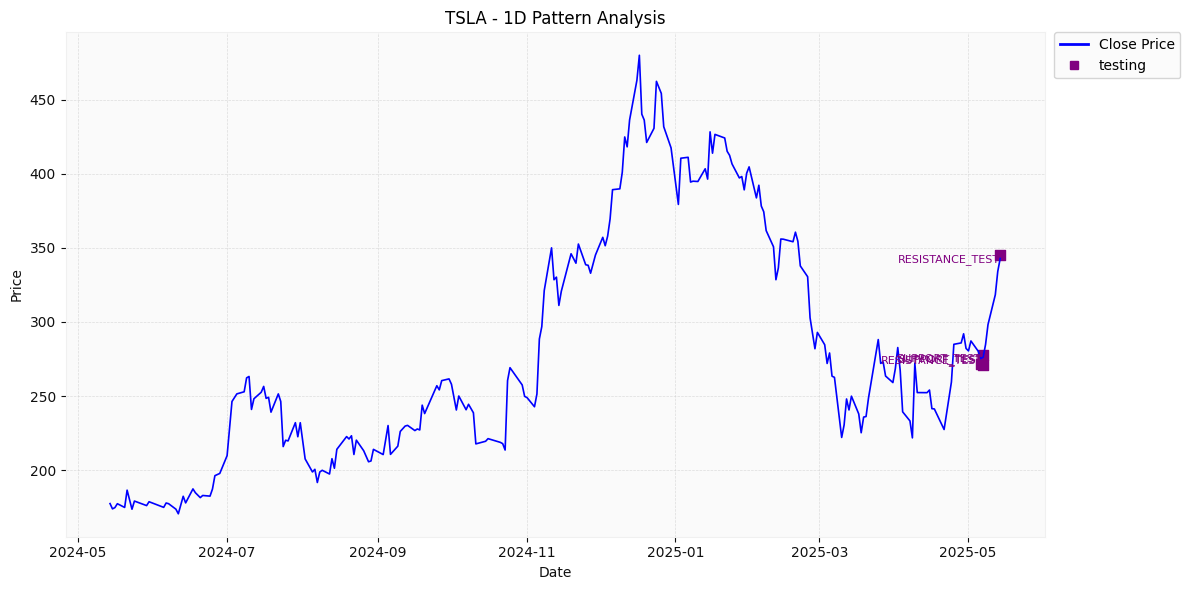 TSLA - 1D Pattern Analysis
Close Price
testing
450
400
350
300
250
200
Price
RESISTANCE_TEST
SUPPORT_TEST
RESISTANCE_TEST
2024-05
2024-07
2024-09
2024-11
2025-01
2025-03
2025-05
Date